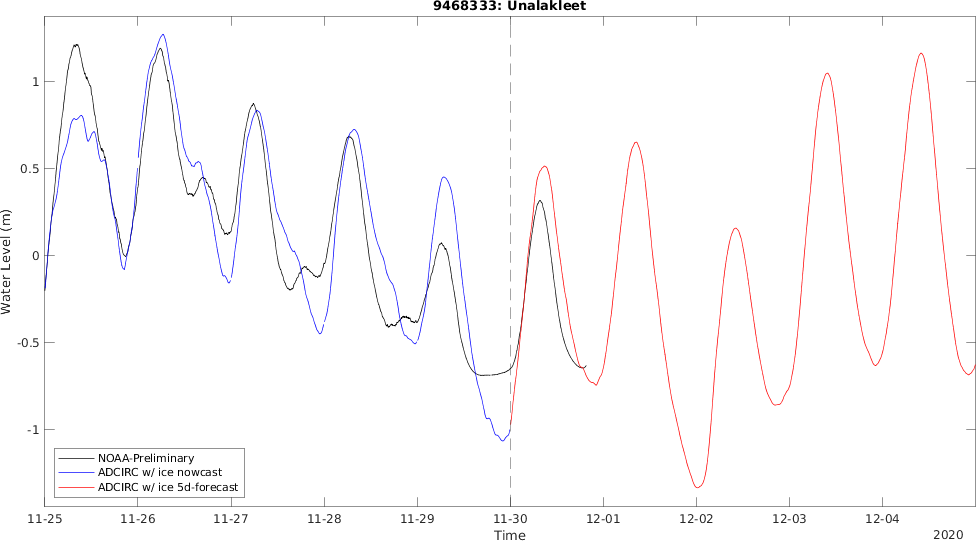 9468333: Unalakleet
Water Level (m)
1
0.5
0
-0.5
-1
NOAA-Preliminary
ADCIRC w/ ice nowcast
ADCIRC w/ ice 5d-forecast
11-25 11-26 11-27 11-28 11-29 11-30 12-01 12-02 12-03 12-04
Time
2020